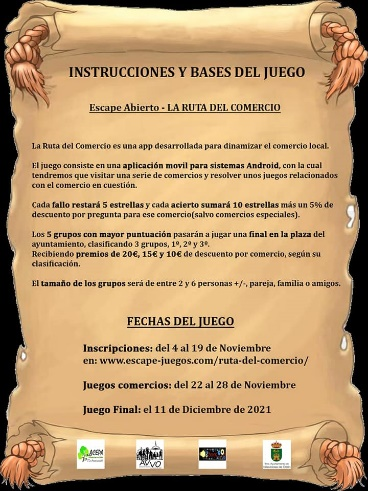 INSTRUCCIONES Y BASES DEL JUEGO
Escape Abierto - LA RUTA DEL COMERCIO
La Ruta del Comercio es una app desarrollada para dinamizar el comercio local.
El juego consiste en una aplicación movil para sistemas Android, con la cual
tendremos que visitar una serie de comercios y resolver unos juegos relacionados
con el comercio en cuestión.
Cada fallo restará 5 estrellas y cada acierto sumará 10 estrellas más un 5% de
descuento por pregunta para ese comercio(salvo comercios especiales).
Los 5 grupos con mayor puntuación pasarán a jugar una final en la plaza del
ayuntamiento, clasificando 3 grupos, 1º, 2º y 3º.
Recibiendo premios de 20€, 15€ y 10€ de descuento por comercio, según su
clasificación.
El tamaño de los grupos será de entre 2 y 6 personas +/-, pareja, familia o amigos.
FECHAS DEL JUEGO
Inscripciones: del 4 al 19 de Noviembre
en: www.escape-juegos.com/ruta-del-comercio/
Juegos comercios: del 22 al 28 de Noviembre
Juego Final: el 11 de Diciembre de 2021